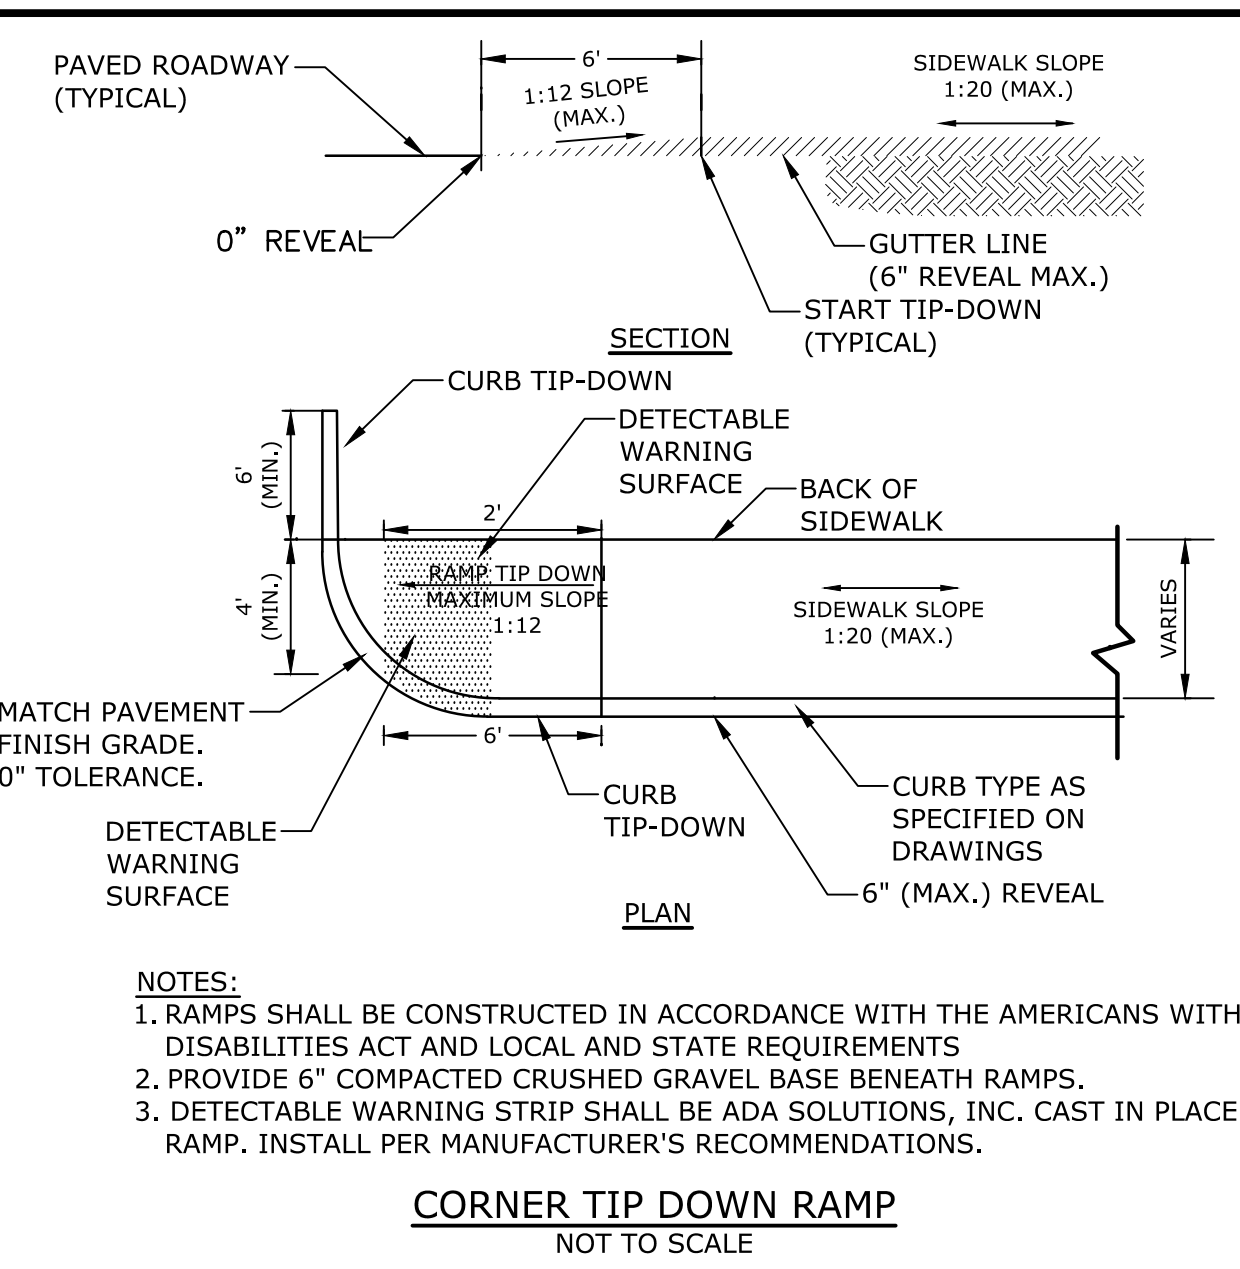 PAVED ROADWAY
(TYPICAL)
6'
1:12 SLOPE
(MAX.)
SIDEWALK SLOPE
1:20 (MAX.)
0” REVEAL
GUTTER LINE
(6" REVEAL MAX.)
START TIP-DOWN
(TYPICAL)
SECTION
CURB TIP-DOWN
DETECTABLE
WARNING
SURFACE
BACK OF
SIDEWALK
6'
(MIN.)
2'
4'
(MIN.)
RAMP TIP DOWN
MAXIMUM SLOPE
1:12
SIDEWALK SLOPE
1:20 (MAX.)
VARIES
MATCH PAVEMENT
FINISH GRADE.
0" TOLERANCE.
6'
DETECTABLE
WARNING
SURFACE
CURB
TIP-DOWN
CURB TYPE AS
SPECIFIED ON
DRAWINGS
6" (MAX.) REVEAL
PLAN
NOTES:
1. RAMPS SHALL BE CONSTRUCTED IN ACCORDANCE WITH THE AMERICANS WITH
DISABILITIES ACT AND LOCAL AND STATE REQUIREMENTS
2. PROVIDE 6" COMPACTED CRUSHED GRAVEL BASE BENEATH RAMPS.
3. DETECTABLE WARNING STRIP SHALL BE ADA SOLUTIONS, INC. CAST IN PLACE
RAMP. INSTALL PER MANUFACTURER'S RECOMMENDATIONS.
CORNER TIP DOWN RAMP
NOT TO SCALE